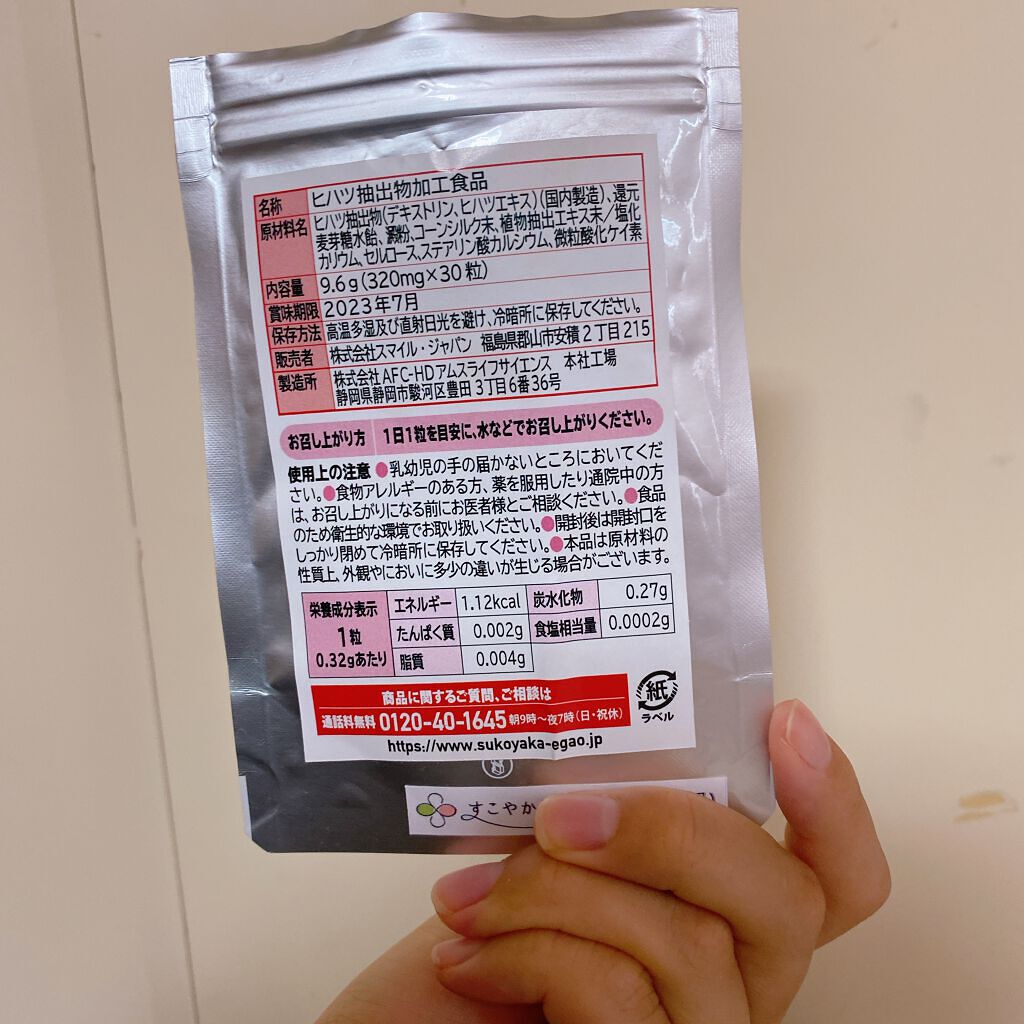 名称 ヒハツ抽出物加工食品
原材料名 ヒハツ抽出物(デキストリン、ヒハツエキス)(国内製造)、還元
麦芽糖水飴、澱粉、コーンシルク末、植物抽出エキス末／塩化
カリウム、セルロース、ステアリン酸カルシウム、微粒酸化ケイ素
内容量 9.6g(320mg×30粒)
賞味期限 2023年7月
保存方法 高温多湿及び直射日光を避け、冷暗所に保存してください。
販売者 株式会社スマイル・ジャパン 福島県郡山市安積2丁目215
製造所 株式会社AFC-HDアムスライフサイエンス 本社工場
静岡県静岡市駿河区豊田3丁目6番36号
お召し上がり方 1日1粒を目安に、水などでお召し上がりください。
使用上の注意 ●乳幼児の手の届かないところにおいてくだ
さい。●食物アレルギーのある方、薬を服用したり通院中の方
は、お召し上がりになる前にお医者様とご相談ください。●食品
のため衛生的な環境でお取り扱いください。●開封後は開封口を
しっかり閉めて冷暗所に保存してください。●本品は原材料の
性質上、外観やにおいに多少の違いが生じる場合がございます。
栄養成分表示
1粒
0.32gあたり
エネルギー 1.12kcal 炭水化物 0.27g
たんぱく質 0.002g 食塩相当量 0.0002g
脂質 0.004g
紙
ラベル
商品に関するご質問、ご相談は
通話料無料 0120-40-1645 朝9時～夜7時(日・祝休)
https://www.sukoyaka-egao.jp
すこやか